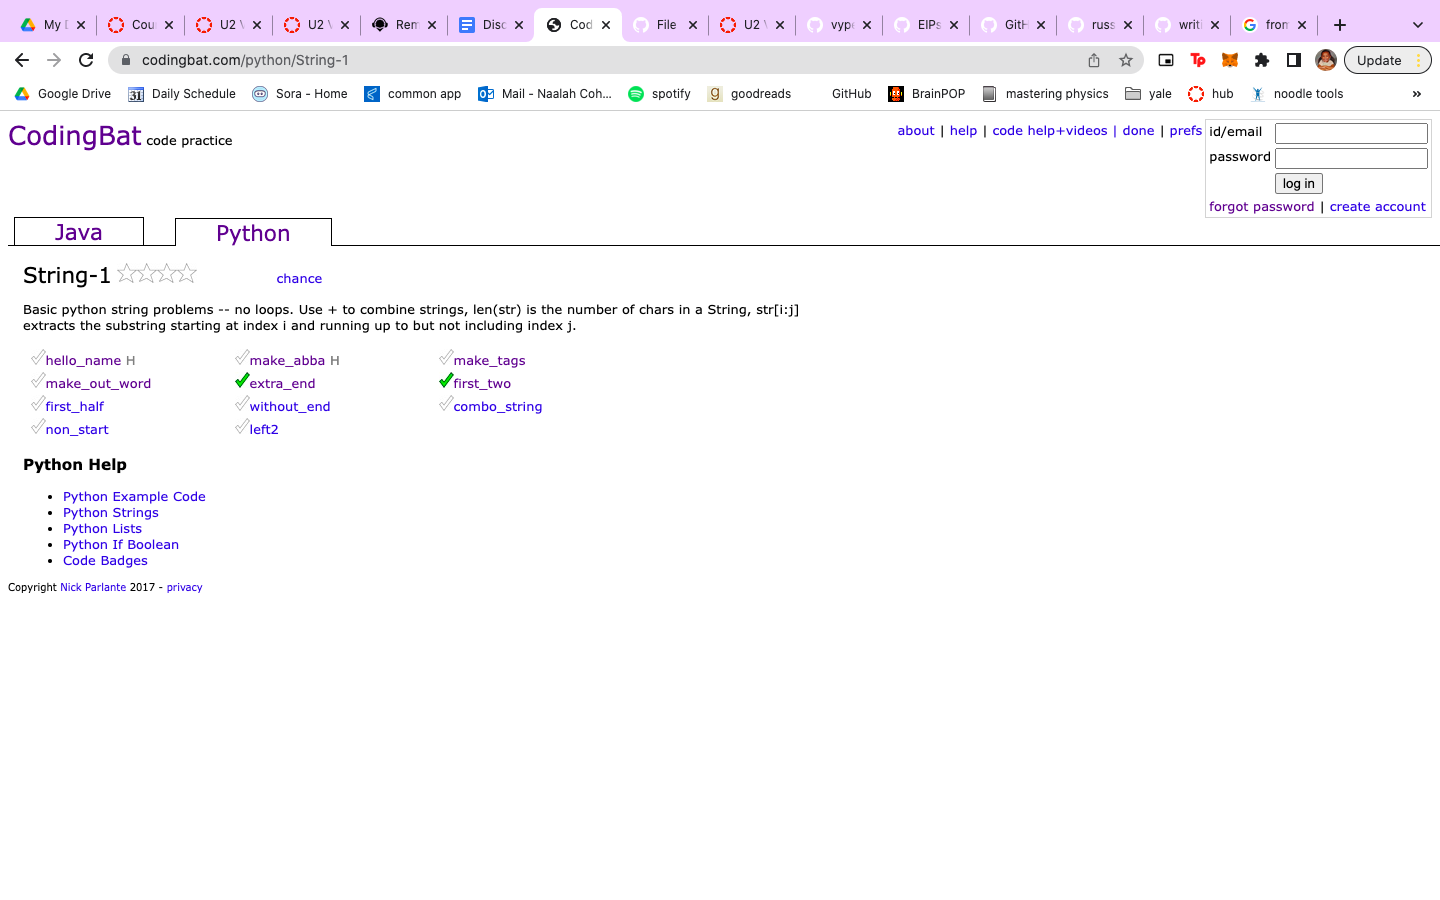 My D
Cou
U2 V
U2 V
Rem
Disc
Cod
File
U2 V
vype
EIPs
GitH
russ
writi
from
codingbat.com/python/String-1
Update
Google Drive
Daily Schedule
Sora - Home
common app
Mail - Naalah Coh...
spotify
goodreads
GitHub
BrainPOP
mastering physics
yale
hub
noodle tools
»
CodingBat code practice
about | help | code help+videos | done | prefs
id/email
password
log in
forgot password | create account
Java
Python
String-1
chance
Basic python string problems -- no loops. Use + to combine strings, len(str) is the number of chars in a String, str[i:j]
extracts the substring starting at index i and running up to but not including index j.
hello_name H make_abba H make_tags
make_out_word extra_end first_two
first_half without_end combo_string
non_start left2
Python Help
Python Example Code
Python Strings
Python Lists
Python If Boolean
Code Badges
Copyright Nick Parlante 2017 - privacy